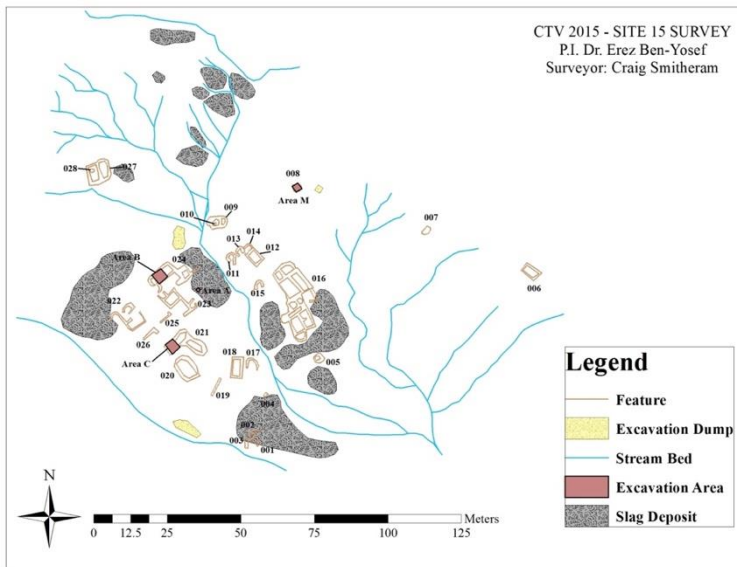 CTV 2015 - SITE 15 SURVEY
P.I. Dr. Erez Ben-Yosef
Surveyor: Craig Smitheram
028
027
008
Area M
010
009
007
013
014
012
011
006
Area B
024
Area A
015
016
022
023
025
026
021
Area C
020
018
017
005
019
004
002
003
001
Legend
Feature
Excavation Dump
Stream Bed
Excavation Area
Slag Deposit
N
Meters
0 12.5 25 50 75 100 125